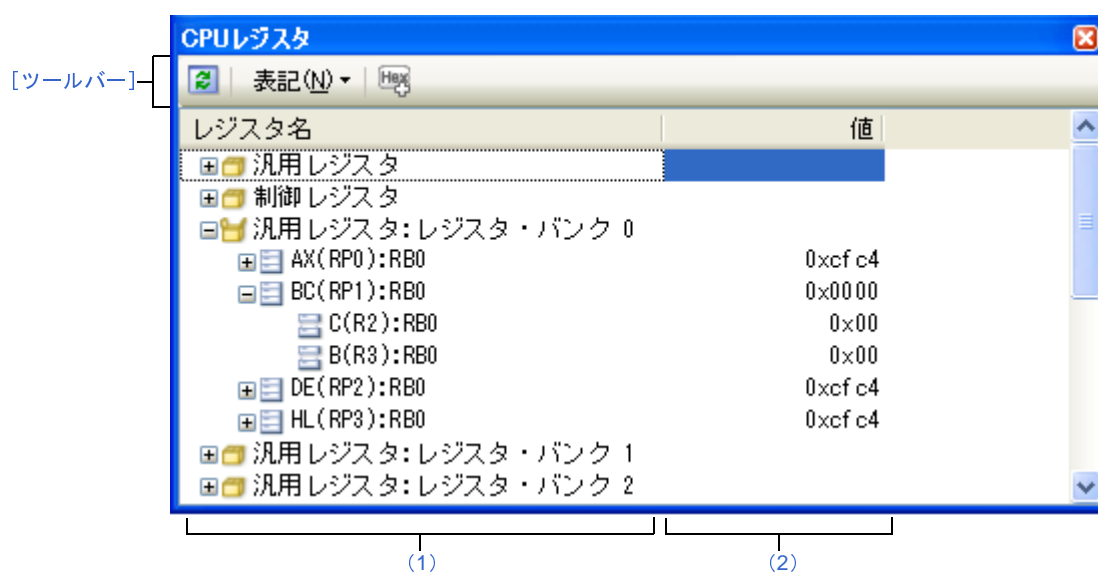 CPUレジスタ
[ツールバー]
表記(N)
Hex
レジスタ名 値
汎用レジスタ
制御レジスタ
汎用レジスタ:レジスタ・バンク 0
AX(RP0):RB0 0xcfc4
BC(RP1):RB0 0x0000
C(R2):RB0 0x00
B(R3):RB0 0x00
DE(RP2):RB0 0xcfc4
HL(RP3):RB0 0xcfc4
汎用レジスタ:レジスタ・バンク 1
汎用レジスタ:レジスタ・バンク 2
(1) (2)